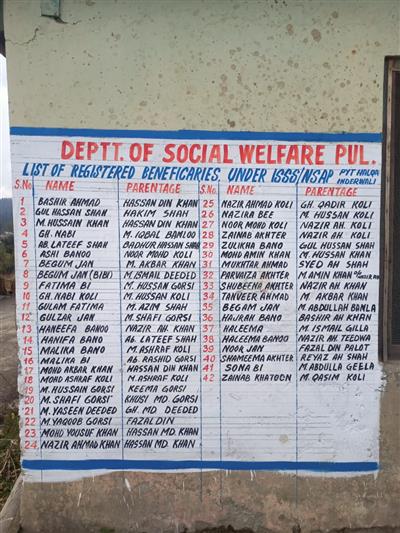 DEPTT. OF SOCIAL WELFARE PUL.
LIST OF REGISTERED BENEFICARIES UNDER ISSS/NSAP PYT HALQA INDERWALI
S.No. NAME PARENTAGE
1 BASHIR AHMAD HASSAN DIN KHAN
2 GUL HASSAN SHAH HAKIM SHAH
3 M. HUSSAIN KHAN HASSAN DIN KHAN
4 GH. NABI M. IQBAL BANOO
5 AB. LATEEF SHAH BADHUR HASSAN SHAH
6 ASHI BANOO NOOR MOHD KOLI
7 BEGUM JAN M. AKBAR KHAN
8 BEGUM JAN (BIBI) M. ISMAIL DEEDED
9 FATIMA BI M. HUSSAN GORSI
10 GH. NABI KOLI M. HUSSAN KOLI
11 GULAM FATIMA M. AZIM SHAH
12 GULZAR JAN M. SHAFI GORSI
13 HANEEFA BANOO NAZIR AH. KHAN
14 HANIFA BANO AB. LATEEF SHAH
15 MALIKA BANO M. ASHRAF KOLI
16 MALIKA BI AB. RASHID GORSI
17 MOHD AKBAR KHAN HASSAN DIN KHAN
18 MOHD ASHRAF KOLI M. ASHRAF KOLI
19 M. HUSSAIN GORSI KEEMA GORSI
20 M. SHAFI GORSI KHUSI MD. GORSI
21 M. YASEEN DEEDED GH. MD DEEDED
22 M. YAQOOB GORSI FAZAL DIN
23 MOHD YOUSUF KHAN HASSAN MD. KHAN
24 NAZIR AHMAD KHAN HASSAN MD. KHAN
S.No. NAME PARENTAGE
25 NAZIR AHMAD KOLI GH. QADIR KOLI
26 NAZIRA BEE M. HUSSAN KOLI
27 NOOR MOHD KOLI NAZIR AH. KOLI
28 ZAINAB AKHTER NAZIR AH. KOLI
29 ZULIKHA BANO GUL HUSSAN SHAH
30 MOHD AMIN KHAN M. HUSSAN KHAN
31 MUKHTAR AHMAD SYED AH SHAH
32 PARVAIZA AKHTER M. AMIN KHAN
33 SHUBEENA AKHTER NAZIR AH KHAN
34 TANVEER AHMAD M. AKBAR KHAN
35 BEGAM JAN M. ABDULLAH BANLA
36 HAJRAH BANO BASHIR AH KHAN
37 HALEEMA M. ISMAIL GILLA
38 HALEEMA BANOO NAZIR AH. TEEDWA
39 NOOR JAN FAZAL DIN PALOT
40 SHAMEEMA AKHTER REYAZ AH SHAH
41 SONA BI M. ABDULLA GEELA
42 ZAINAB KHATOON M. QASIM KOLI